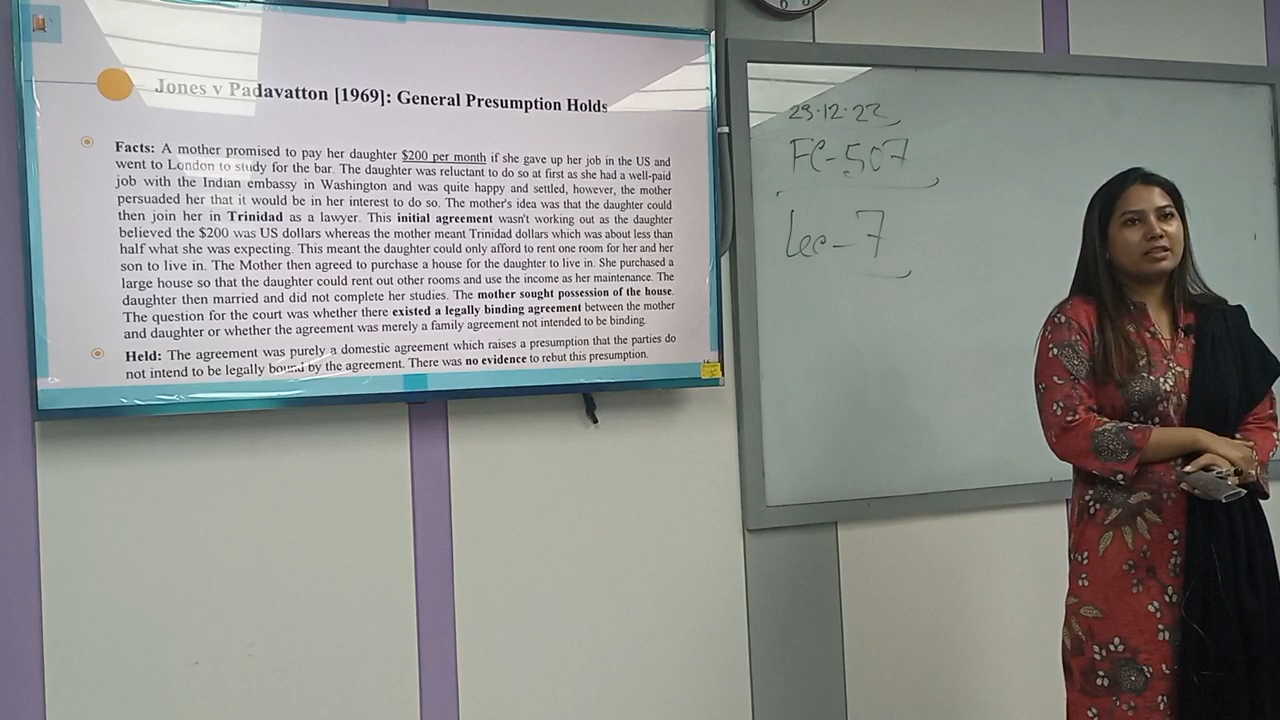 Jones v Padavatton [1969]: General Presumption Holds
Facts: A mother promised to pay her daughter $200 per month if she gave up her job in the US and
went to London to study for the bar. The daughter was reluctant to do so at first as she had a well-paid
job with the Indian embassy in Washington and was quite happy and settled, however, the mother
persuaded her that it would be in her interest to do so. The mother's idea was that the daughter could
then join her in Trinidad as a lawyer. This initial agreement wasn't working out as the daughter
believed the $200 was US dollars whereas the mother meant Trinidad dollars which was about less than
half what she was expecting. This meant the daughter could only afford to rent one room for her and her
son to live in. The Mother then agreed to purchase a house for the daughter to live in. She purchased a
large house so that the daughter could rent out other rooms and use the income as her maintenance. The
daughter then married and did not complete her studies. The mother sought possession of the house.
The question for the court was whether there existed a legally binding agreement between the mother
and daughter or whether the agreement was merely a family agreement not intended to be binding.
Held: The agreement was purely a domestic agreement which raises a presumption that the parties do
not intend to be legally bound by the agreement. There was no evidence to rebut this presumption.
FC-507
Lec-7